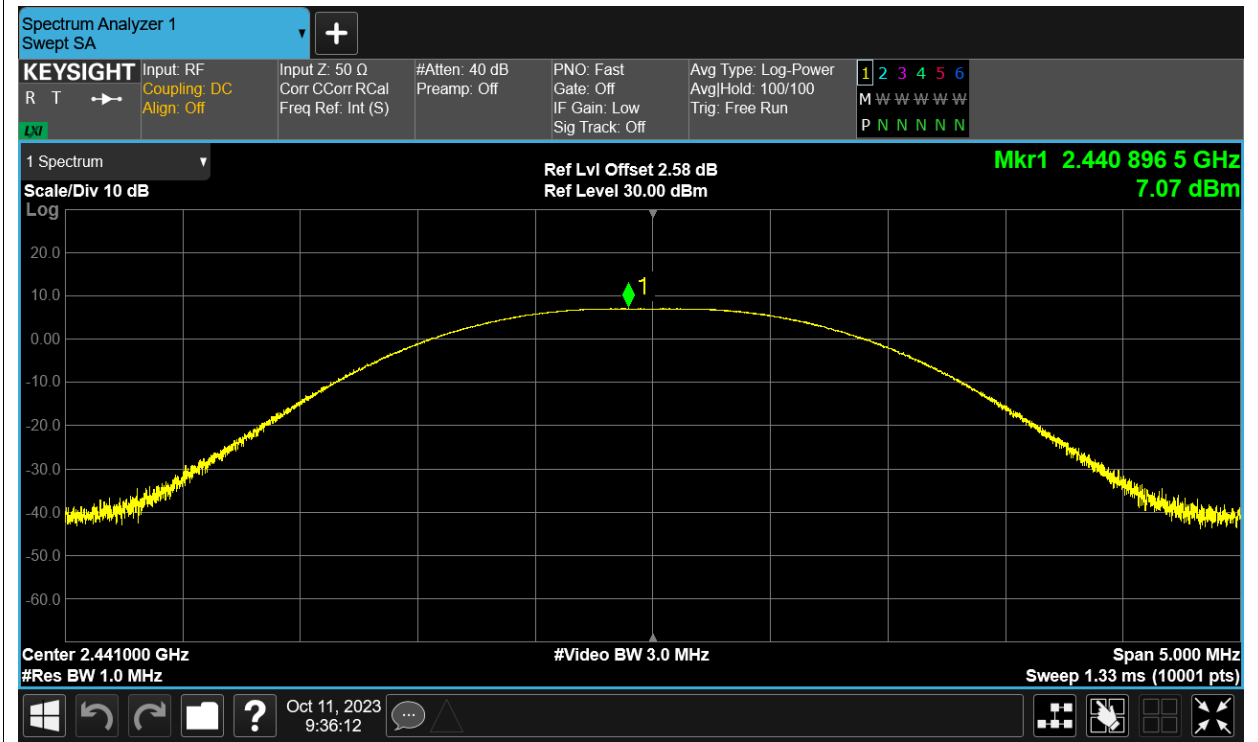 Spectrum Analyzer 1
Swept SA
+
KEYSIGHT
R T
LXI
Input: RF
Coupling: DC
Align: Off
Input Z: 50 Ω
Corr CCorr RCal
Freq Ref: Int (S)
#Atten: 40 dB
Preamp: Off
PNO: Fast
Gate: Off
IF Gain: Low
Sig Track: Off
Avg Type: Log-Power
Avg|Hold: 100/100
Trig: Free Run
1 2 3 4 5 6
M W W W W W
P N N N N N
1 Spectrum
Scale/Div 10 dB
Ref Lvl Offset 2.58 dB
Ref Level 30.00 dBm
Mkr1 2.440 896 5 GHz
7.07 dBm
Log
20.0
10.0
0.00
-10.0
-20.0
-30.0
-40.0
-50.0
-60.0
1
Center 2.441000 GHz
#Res BW 1.0 MHz
#Video BW 3.0 MHz
Span 5.000 MHz
Sweep 1.33 ms (10001 pts)
?
Oct 11, 2023
9:36:12